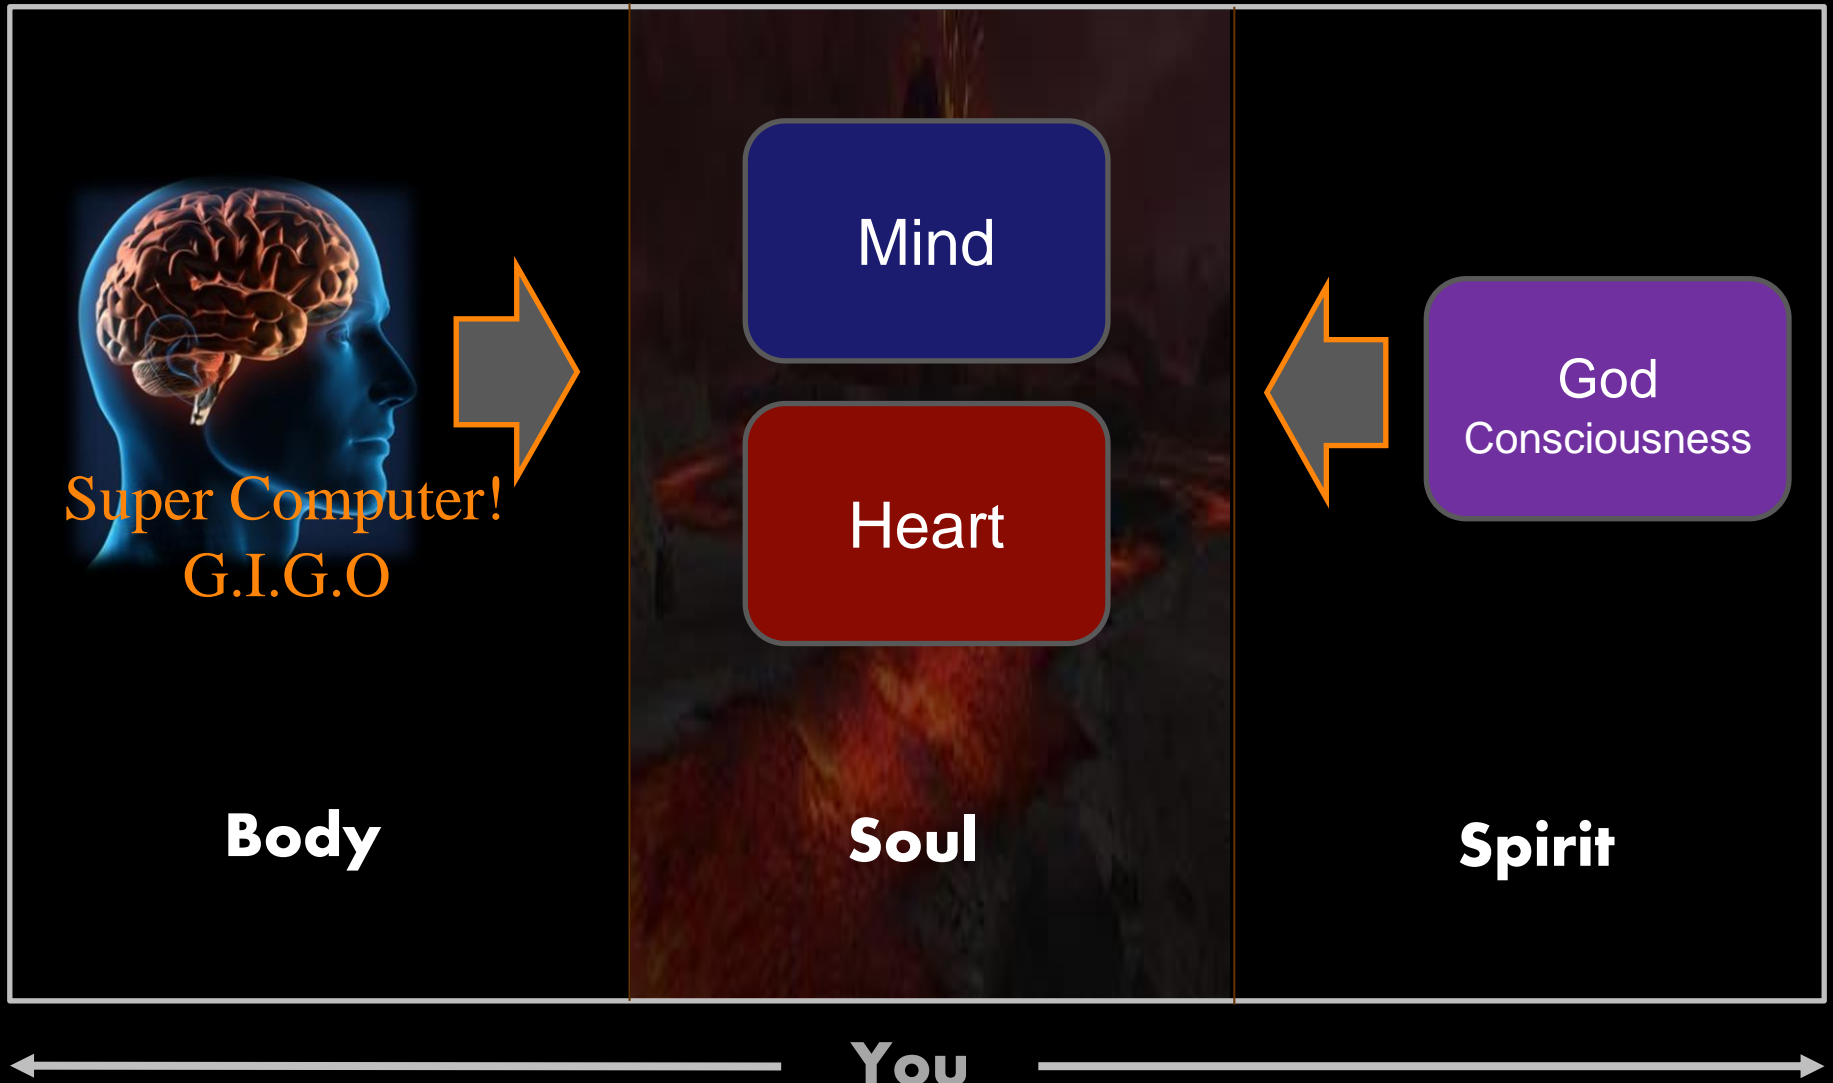 Super Computer!
G.I.G.O
Body
Mind
Heart
Soul
God
Consciousness
Spirit
You